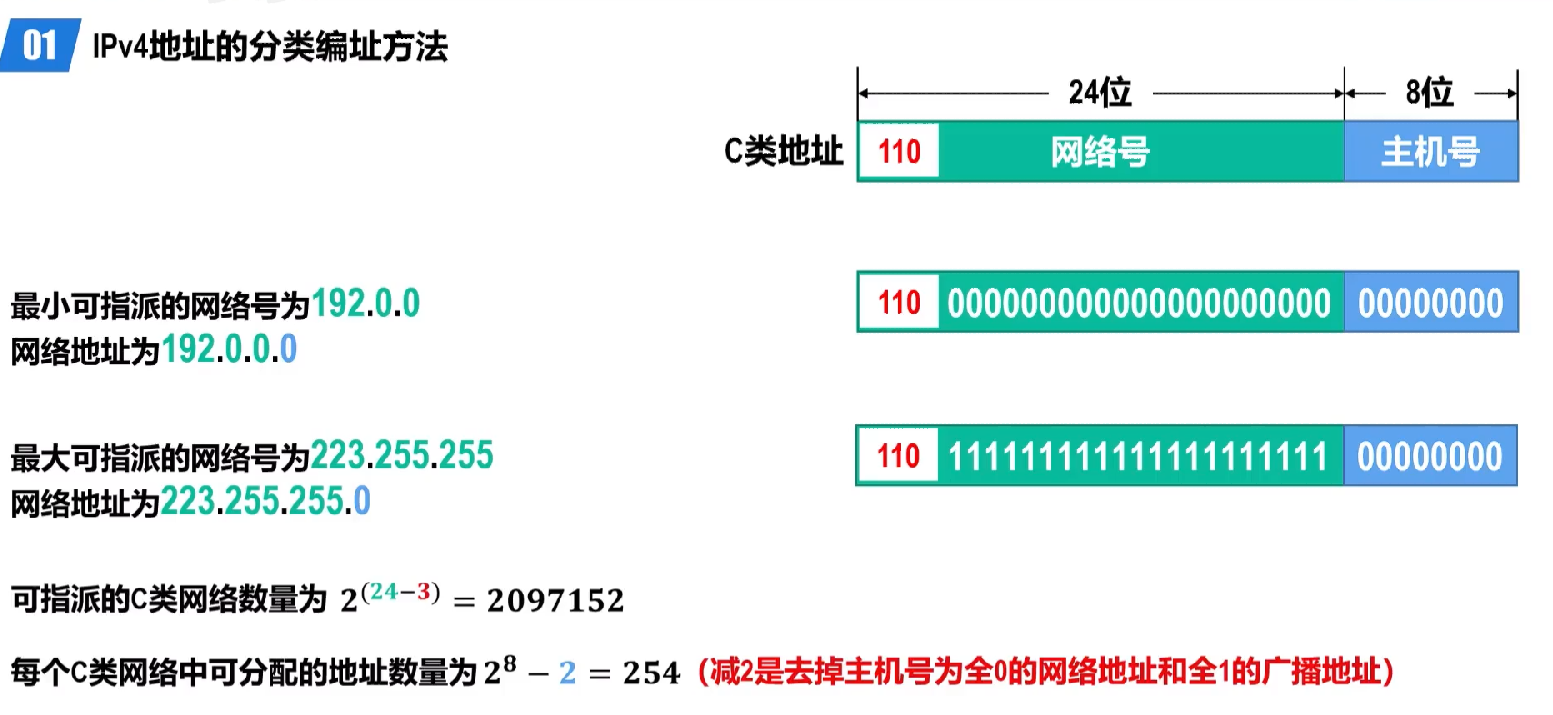 01 IPv4地址的分类编址方法
24位 8位
C类地址 110 网络号 主机号
最小可指派的网络号为192.0.0
110 000000000000000000000 00000000
网络地址为192.0.0.0
最大可指派的网络号为223.255.255
110 111111111111111111111 00000000
网络地址为223.255.255.0
可指派的C类网络数量为 2^(24−3) = 2097152
每个C类网络中可分配的地址数量为 2^8 − 2 = 254 (减2是去掉主机号为全0的网络地址和全1的广播地址)